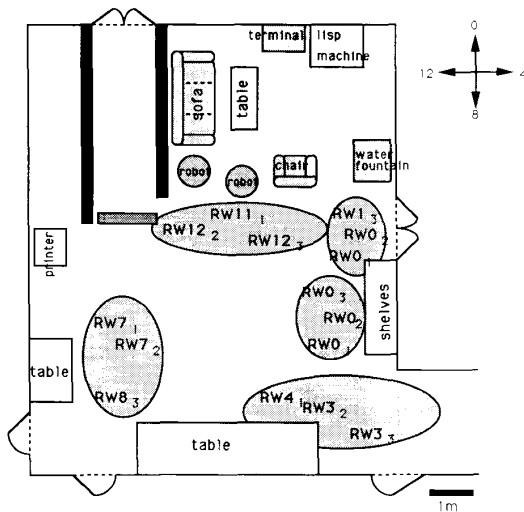 terminal
lisp
machine
0
12
4
8
sofa
table
water
fountain
chair
robot
robot
RW11 1
RW12 2
RW12 3
RW1 3
RW0 2
RW0 1
printer
shelves
RW0 3
RW0 2
RW0 1
RW7 1
RW7 2
RW8 3
table
RW4 1
RW3 2
RW3 3
table
1m